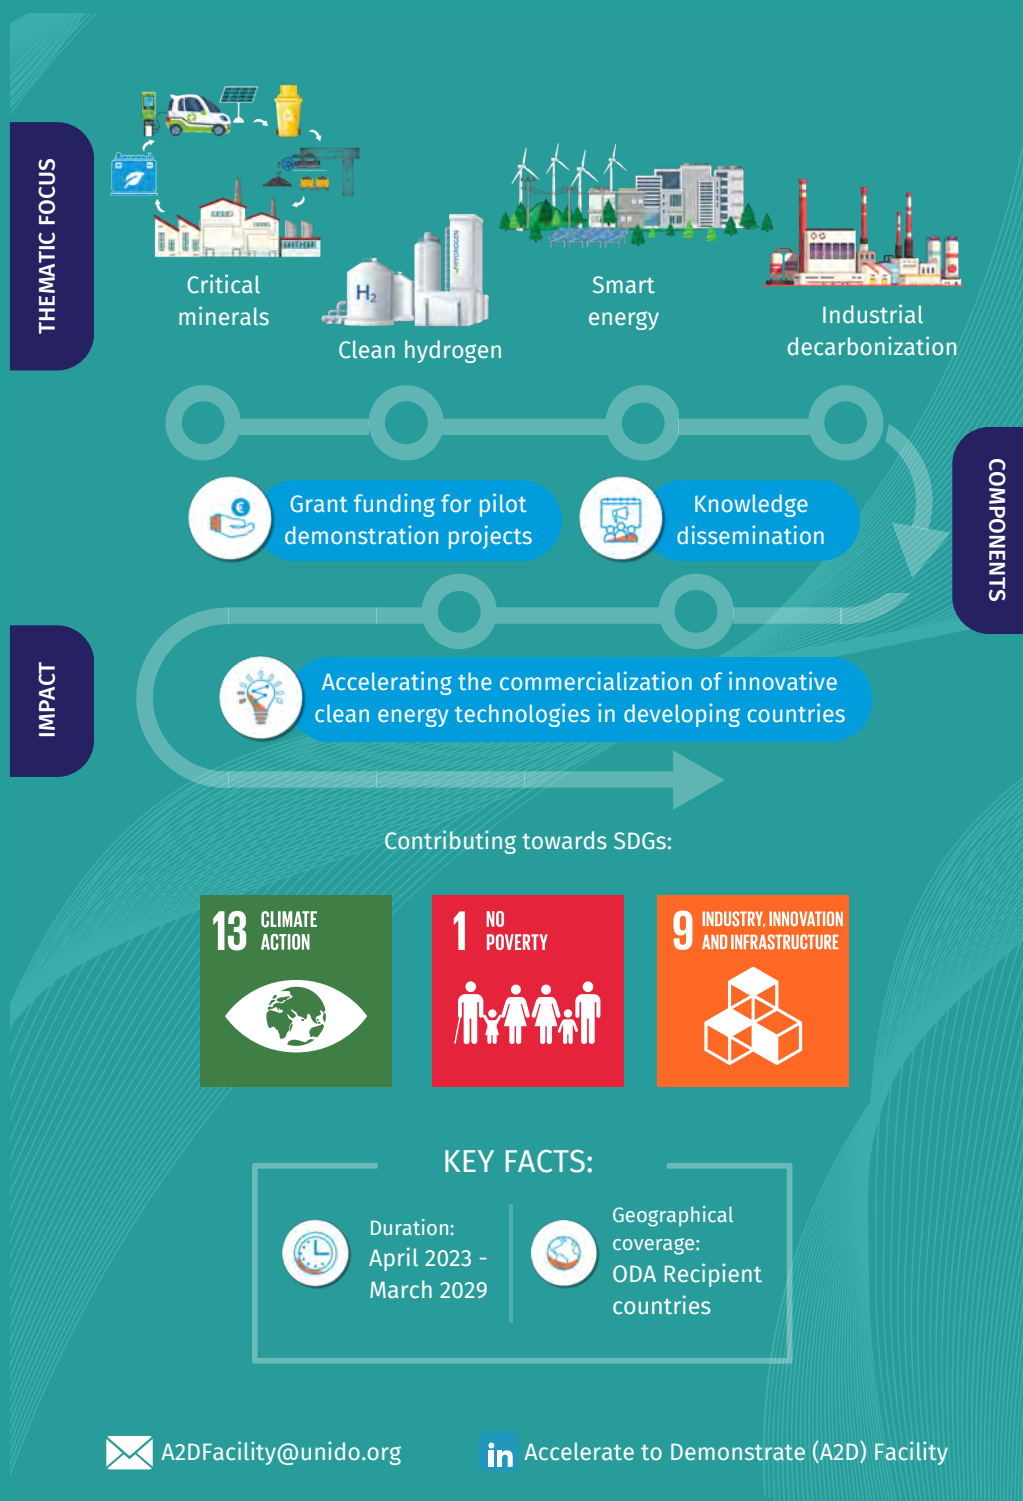 THEMATIC FOCUS
Critical
minerals
H2
HYDROGEN
Clean hydrogen
Smart
energy
Industrial
decarbonization
COMPONENTS
Grant funding for pilot
demonstration projects
Knowledge
dissemination
IMPACT
Accelerating the commercialization of innovative
clean energy technologies in developing countries
Contributing towards SDGs:
13 CLIMATE
ACTION
1 NO
POVERTY
9 INDUSTRY, INNOVATION
AND INFRASTRUCTURE
KEY FACTS:
Duration:
April 2023 -
March 2029
Geographical
coverage:
ODA Recipient
countries
A2DFacility@unido.org
in Accelerate to Demonstrate (A2D) Facility